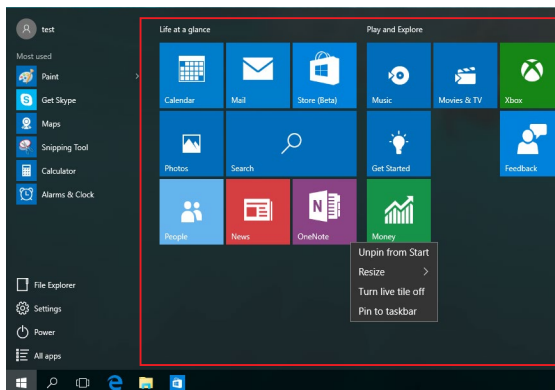 test
Most used
Paint
Get Skype
Maps
Snipping Tool
Calculator
Alarms & Clock
File Explorer
Settings
Power
All apps
Life at a glance
Calendar
Mail
Store (Beta)
Photos
Search
People
News
OneNote
Play and Explore
Music
Movies & TV
Xbox
Get Started
Feedback
Money
Unpin from Start
Resize
Turn live tile off
Pin to taskbar